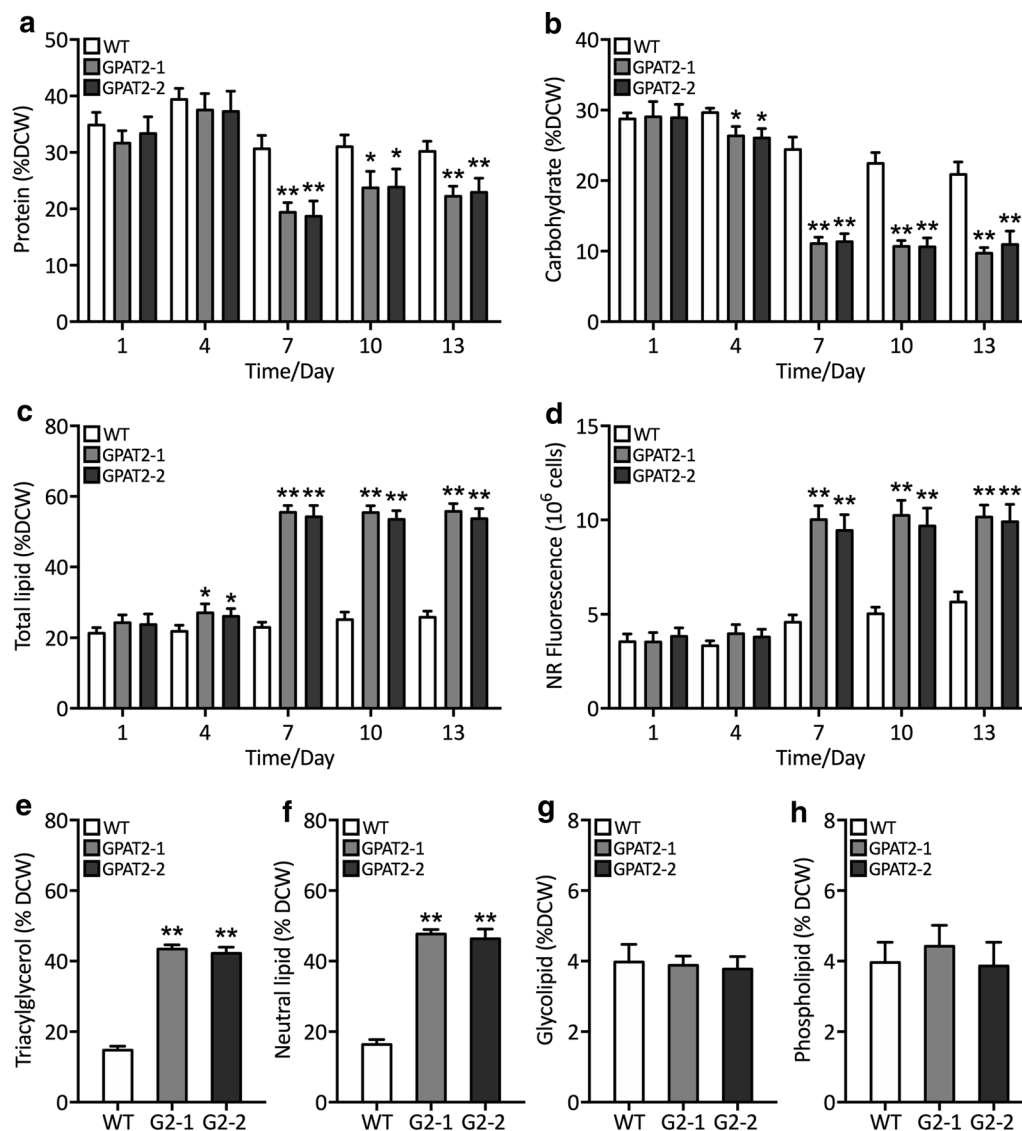 a
Protein (%DCW)
50
40
30
20
10
0
WT
GPAT2-1
GPAT2-2
** **
* *
** **
1 4 7 10 13
Time/Day
b
Carbohydrate (%DCW)
40
30
20
10
0
WT
GPAT2-1
GPAT2-2
* *
** **
** **
** **
1 4 7 10 13
Time/Day
c
Total lipid (%DCW)
80
60
40
20
0
WT
GPAT2-1
GPAT2-2
* *
** **
** **
** **
1 4 7 10 13
Time/Day
d
NR Fluorescence (10⁶ cells)
15
10
5
0
WT
GPAT2-1
GPAT2-2
** **
** **
** **
1 4 7 10 13
Time/Day
e
Triacylglycerol (% DCW)
80
60
40
20
0
WT
GPAT2-1
GPAT2-2
** **
WT G2-1 G2-2
f
Neutral lipid (% DCW)
80
60
40
20
0
WT
GPAT2-1
GPAT2-2
** **
WT G2-1 G2-2
g
Glycolipid (%DCW)
8
6
4
2
0
WT
GPAT2-1
GPAT2-2
WT G2-1 G2-2
h
Phospholipid (% DCW)
8
6
4
2
0
WT
GPAT2-1
GPAT2-2
WT G2-1 G2-2